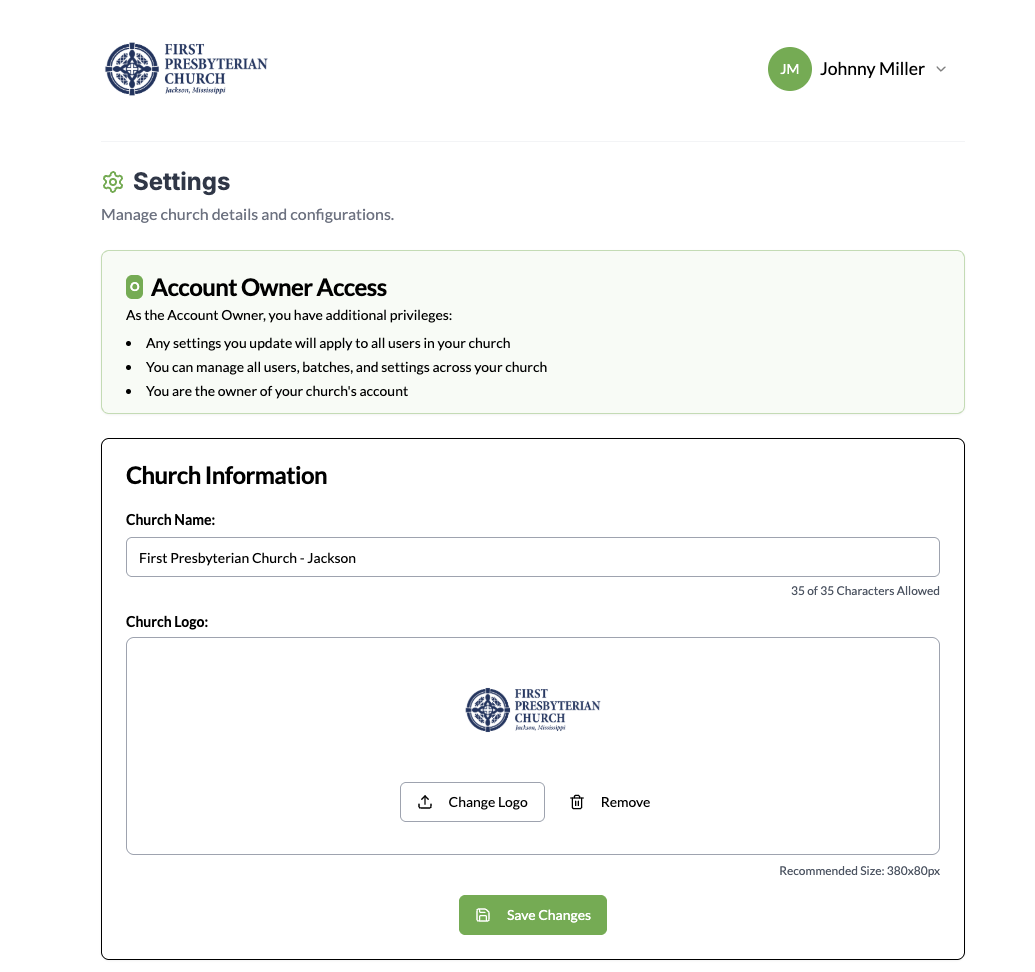 FIRST
PRESBYTERIAN
CHURCH
Jackson, Mississippi
JM Johnny Miller
Settings
Manage church details and configurations.
O Account Owner Access
As the Account Owner, you have additional privileges:
• Any settings you update will apply to all users in your church
• You can manage all users, batches, and settings across your church
• You are the owner of your church's account
Church Information
Church Name:
First Presbyterian Church - Jackson
35 of 35 Characters Allowed
Church Logo:
FIRST
PRESBYTERIAN
CHURCH
Jackson, Mississippi
Change Logo Remove
Recommended Size: 380x80px
Save Changes